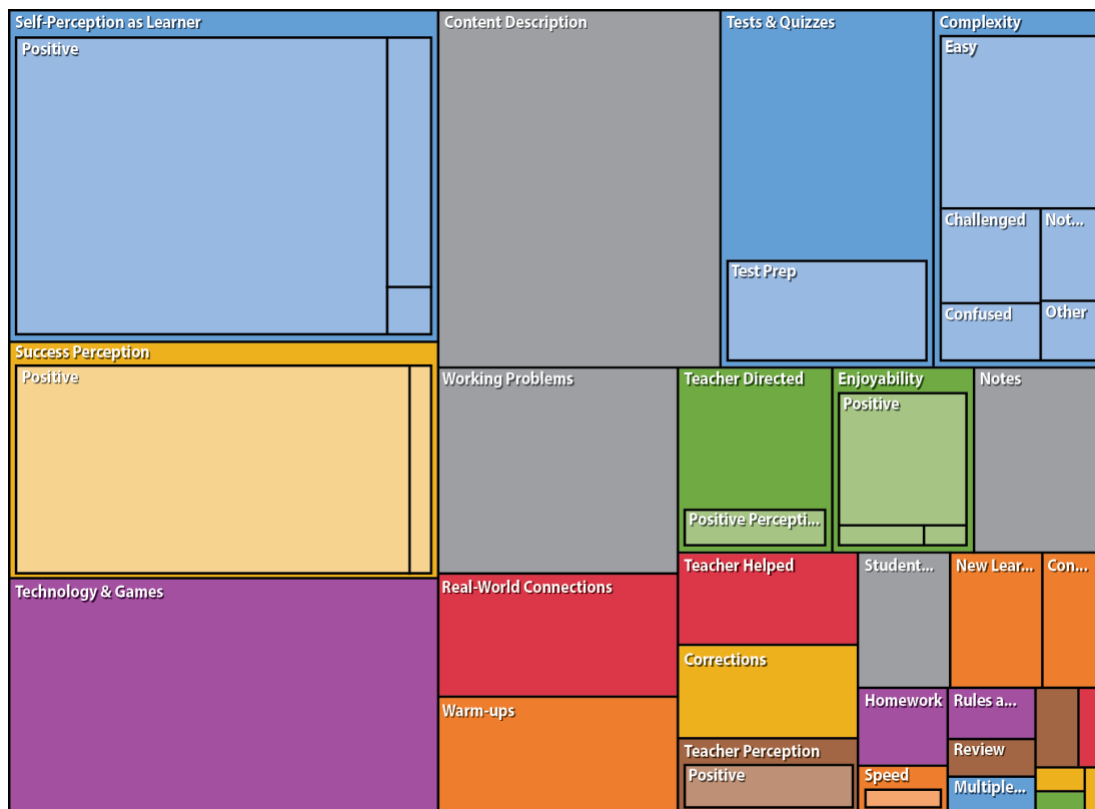 Self-Perception as Learner
Positive
Content Description
Tests & Quizzes
Test Prep
Complexity
Easy
Challenged
Not...
Confused
Other
Success Perception
Positive
Working Problems
Teacher Directed
Positive Percepti...
Enjoyability
Positive
Notes
Technology & Games
Real-World Connections
Warm-ups
Teacher Helped
Corrections
Teacher Perception
Positive
Student...
New Lear...
Con...
Homework
Rules a...
Review
Speed
Multiple...